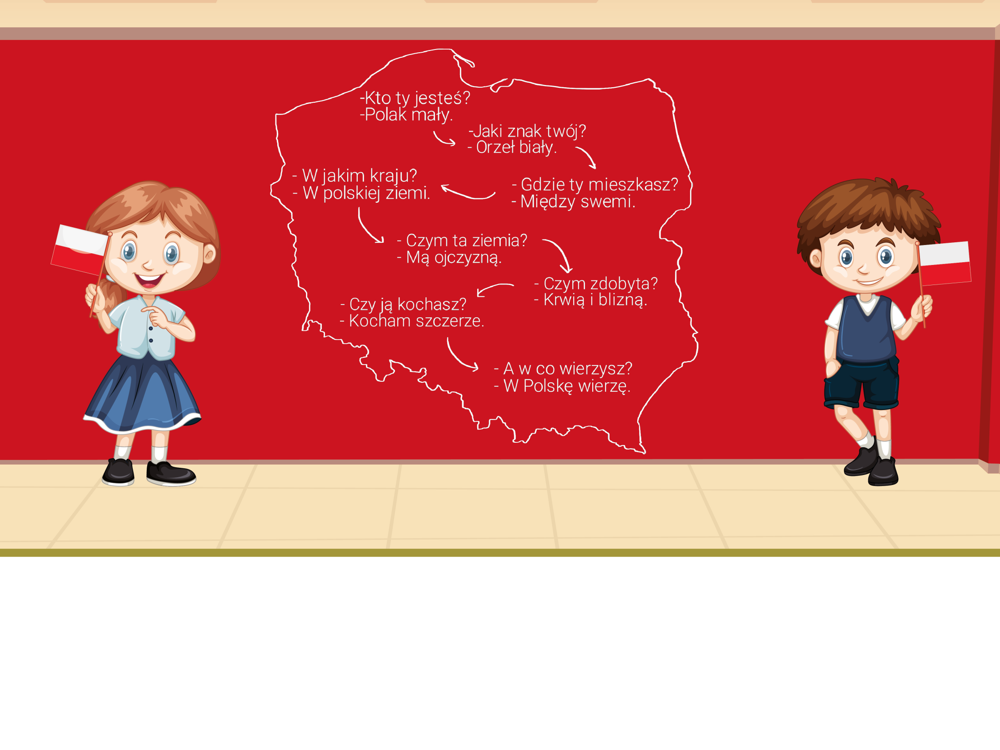 -Kto ty jesteś?
-Polak mały.
-Jaki znak twój?
- Orzeł biały.
- Gdzie ty mieszkasz?
- Między swemi.
- W jakim kraju?
- W polskiej ziemi.
- Czym ta ziemia?
- Mą ojczyzną.
- Czym zdobyta?
- Krwią i blizną.
- Czy ją kochasz?
- Kocham szczerze.
- A w co wierzysz?
- W Polskę wierzę.